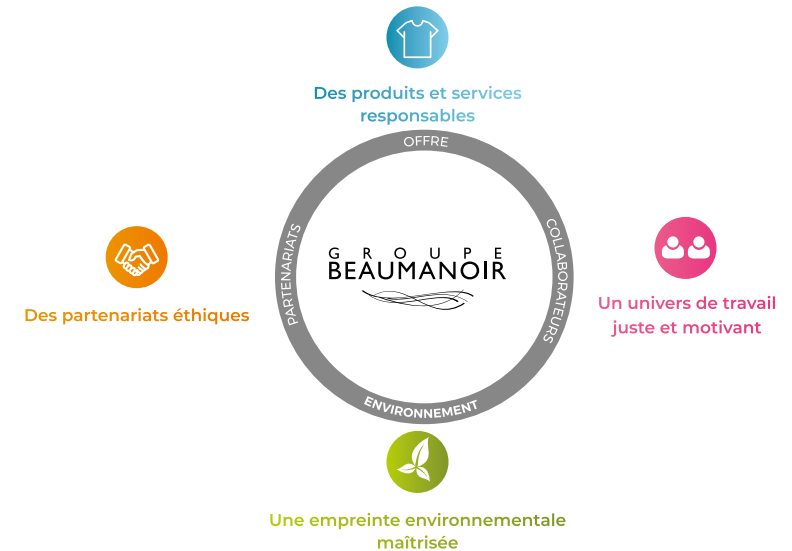 Des produits et services
responsables
OFFRE
PARTENARIATS
COLLABORATEURS
GROUPE
BEAUMANOIR
Des partenariats éthiques
Un univers de travail
juste et motivant
ENVIRONNEMENT
Une empreinte environnementale
maîtrisée